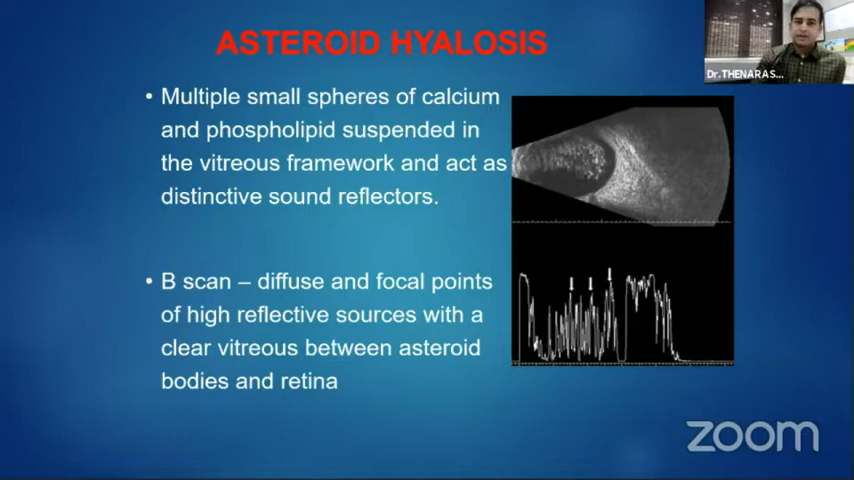 ASTEROID HYALOSIS
Dr.THENARAS...
• Multiple small spheres of calcium
and phospholipid suspended in
the vitreous framework and act as
distinctive sound reflectors.
• B scan – diffuse and focal points
of high reflective sources with a
clear vitreous between asteroid
bodies and retina
zoom